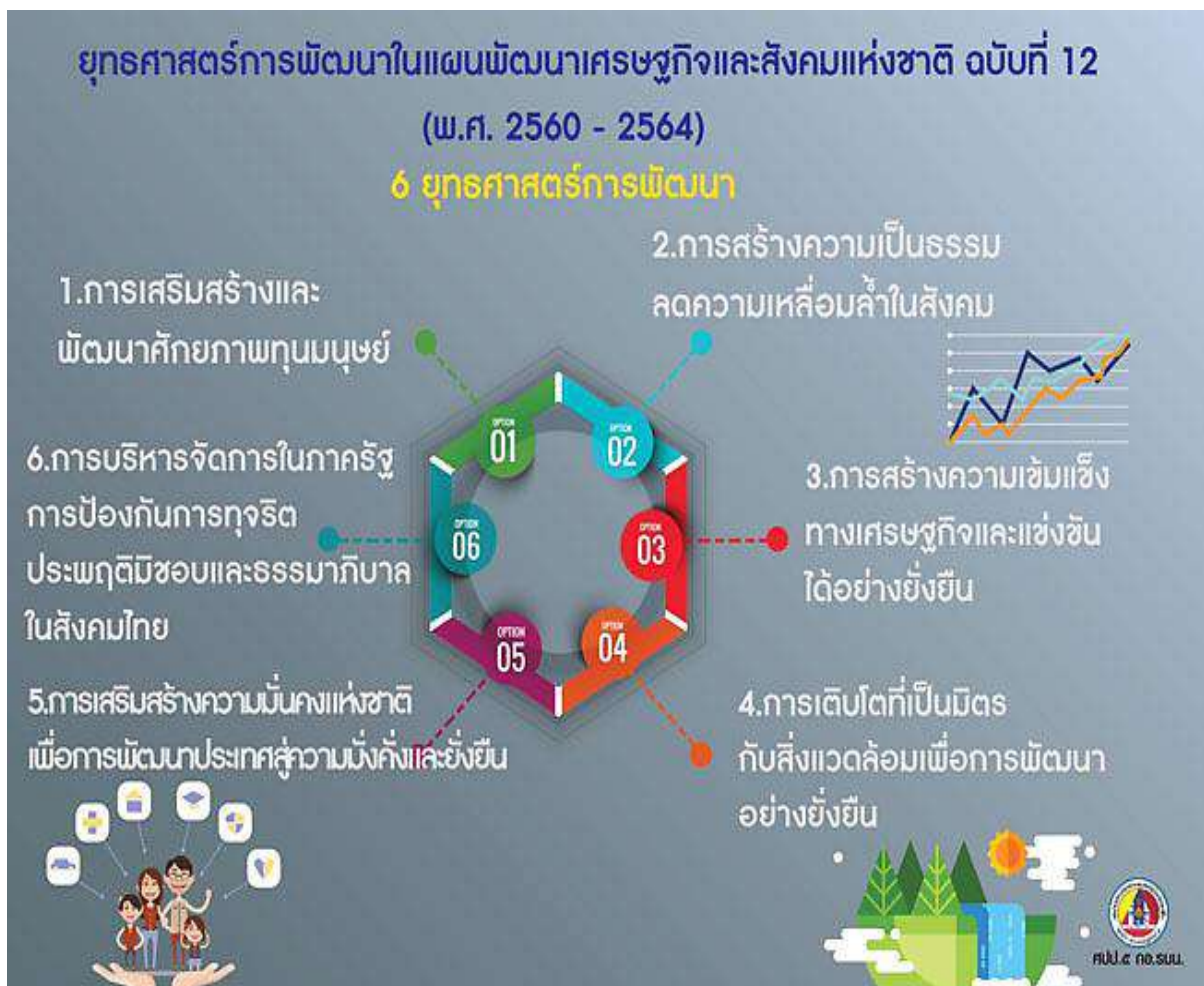 ยุทธศาสตร์การพัฒนาในแผนพัฒนาเศรษฐกิจและสังคมแห่งชาติ ฉบับที่ 12
(พ.ศ. 2560 - 2564)
6 ยุทธศาสตร์การพัฒนา
1.การเสริมสร้างและ
พัฒนาศักยภาพทุนมนุษย์
2.การสร้างความเป็นธรรม
ลดความเหลื่อมล้ำในสังคม
3.การสร้างความเข้มแข็ง
ทางเศรษฐกิจและแข่งขัน
ได้อย่างยั่งยืน
4.การเติบโตที่เป็นมิตร
กับสิ่งแวดล้อมเพื่อการพัฒนา
อย่างยั่งยืน
5.การเสริมสร้างความมั่นคงแห่งชาติ
เพื่อการพัฒนาประเทศสู่ความมั่งคั่งและยั่งยืน
6.การบริหารจัดการในภาครัฐ
การป้องกันการทุจริต
ประพฤติมิชอบและธรรมาภิบาล
ในสังคมไทย
OPTION
01
OPTION
02
OPTION
03
OPTION
04
OPTION
05
OPTION
06
ศปป.๕ กอ.รมน.